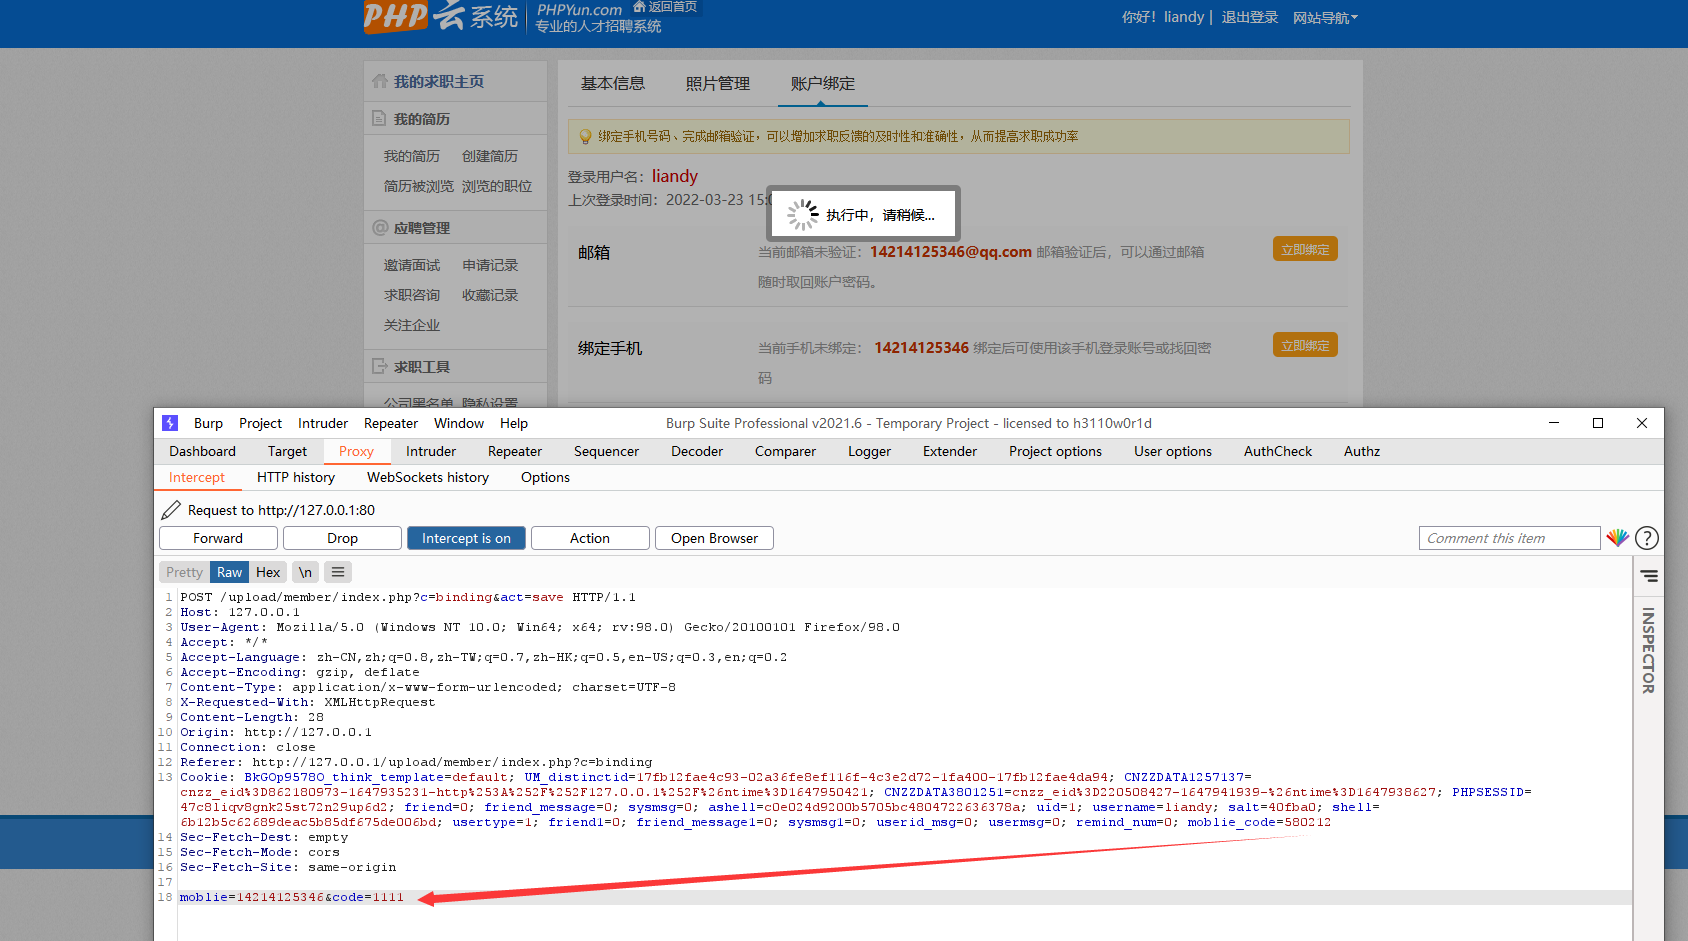 PHP云系统 PHPYun.com 返回首页
专业的人才招聘系统
你好！liandy | 退出登录 网站导航
我的求职主页
我的简历
我的简历 创建简历
简历被浏览 浏览的职位
应聘管理
邀请面试 申请记录
求职咨询 收藏记录
关注企业
求职工具
公司黑名单 隐私设置
基本信息 照片管理 账户绑定
绑定手机号码、完成邮箱验证，可以增加求职反馈的及时性和准确性，从而提高求职成功率
登录用户名：liandy
上次登录时间：2022-03-23 15:0
执行中，请稍候...
邮箱 当前邮箱未验证：14214125346@qq.com 邮箱验证后，可以通过邮箱 立即绑定
随时取回账户密码。
绑定手机 当前手机未绑定： 14214125346 绑定后可使用该手机登录账号或找回密 立即绑定
码
Burp Project Intruder Repeater Window Help Burp Suite Professional v2021.6 - Temporary Project - licensed to h3110w0r1d
Dashboard Target Proxy Intruder Repeater Sequencer Decoder Comparer Logger Extender Project options User options AuthCheck Authz
Intercept HTTP history WebSockets history Options
Request to http://127.0.0.1:80
Forward Drop Intercept is on Action Open Browser Comment this item ?
Pretty Raw Hex \n
INSPECTOR
1 POST /upload/member/index.php?c=binding&act=save HTTP/1.1
2 Host: 127.0.0.1
3 User-Agent: Mozilla/5.0 (Windows NT 10.0; Win64; x64; rv:98.0) Gecko/20100101 Firefox/98.0
4 Accept: */*
5 Accept-Language: zh-CN,zh;q=0.8,zh-TW;q=0.7,zh-HK;q=0.5,en-US;q=0.3,en;q=0.2
6 Accept-Encoding: gzip, deflate
7 Content-Type: application/x-www-form-urlencoded; charset=UTF-8
8 X-Requested-With: XMLHttpRequest
9 Content-Length: 28
10 Origin: http://127.0.0.1
11 Connection: close
12 Referer: http://127.0.0.1/upload/member/index.php?c=binding
13 Cookie: BkGOp9578O_think_template=default; UM_distinctid=17fb12fae4c93-02a36fe8ef116f-4c3e2d72-1fa400-17fb12fae4da94; CNZZDATA1257137=
cnzz_eid%3D862180973-1647935231-http%253A%252F%252F127.0.0.1%252F%26ntime%3D1647950421; CNZZDATA3801251=cnzz_eid%3D220508427-1647941939-%26ntime%3D1647938627; PHPSESSID=
47c81iqv8gnk25st72n29up6d2; friend=0; friend_message=0; sysmsg=0; ashell=c0e024d9200b5705bc4804722636378a; uid=1; username=liandy; salt=40fba0; shell=
6b12b5c62689deac5b85df675de006bd; usertype=1; friend1=0; friend_message1=0; sysmsg1=0; userid_msg=0; usermsg=0; remind_num=0; moblie_code=580212
14 Sec-Fetch-Dest: empty
15 Sec-Fetch-Mode: cors
16 Sec-Fetch-Site: same-origin
17
18 moblie=14214125346&code=1111